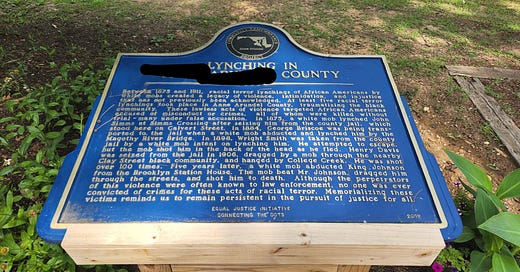 LYNCHING IN
COUNTY
Between 1875 and 1911, racial terror lynchings of African Americans by
white mobs created a legacy of violence, intimidation, and injustice
that has not previously been acknowledged. At least five racial terror
lynchings took place in Anne Arundel County, traumatizing the black
community. These lawless acts of violence targeted African Americans
accused of misconduct or crimes, all of whom were killed without
trial many under false accusation. In 1875, a white mob lynched John
Simms after him from the county jail, which
stood here on Calvert Street. In 1884, George Briscoe was being trans-
ported to the jail when a white mob abducted and lynched him by the
River Bridge. In 1898, Wright Smith was taken from the county
jail by a white mob intent on lynching him. He attempted to escape,
but the mob shot him in the back of the head as he fled. Henry Davis
was seized from the jail in 1906, dragged by a mob through the nearby
Clay Street black community, and hanged by College Creek. He was shot
over 100 times. a white mob abducted King Johnson
from the Brooklyn Station House. The mob beat Mr. Johnson, dragged him
through the streets, and shot him to death. Although the perpetrators
of this violence were often known to law enforcement, no one was ever
convicted of crimes for these acts of racial terror. Memorializing these
victims reminds us to remain persistent in the pursuit of justice for all.
EQUAL JUSTICE INITIATIVE
CONNECTING THE DOTS